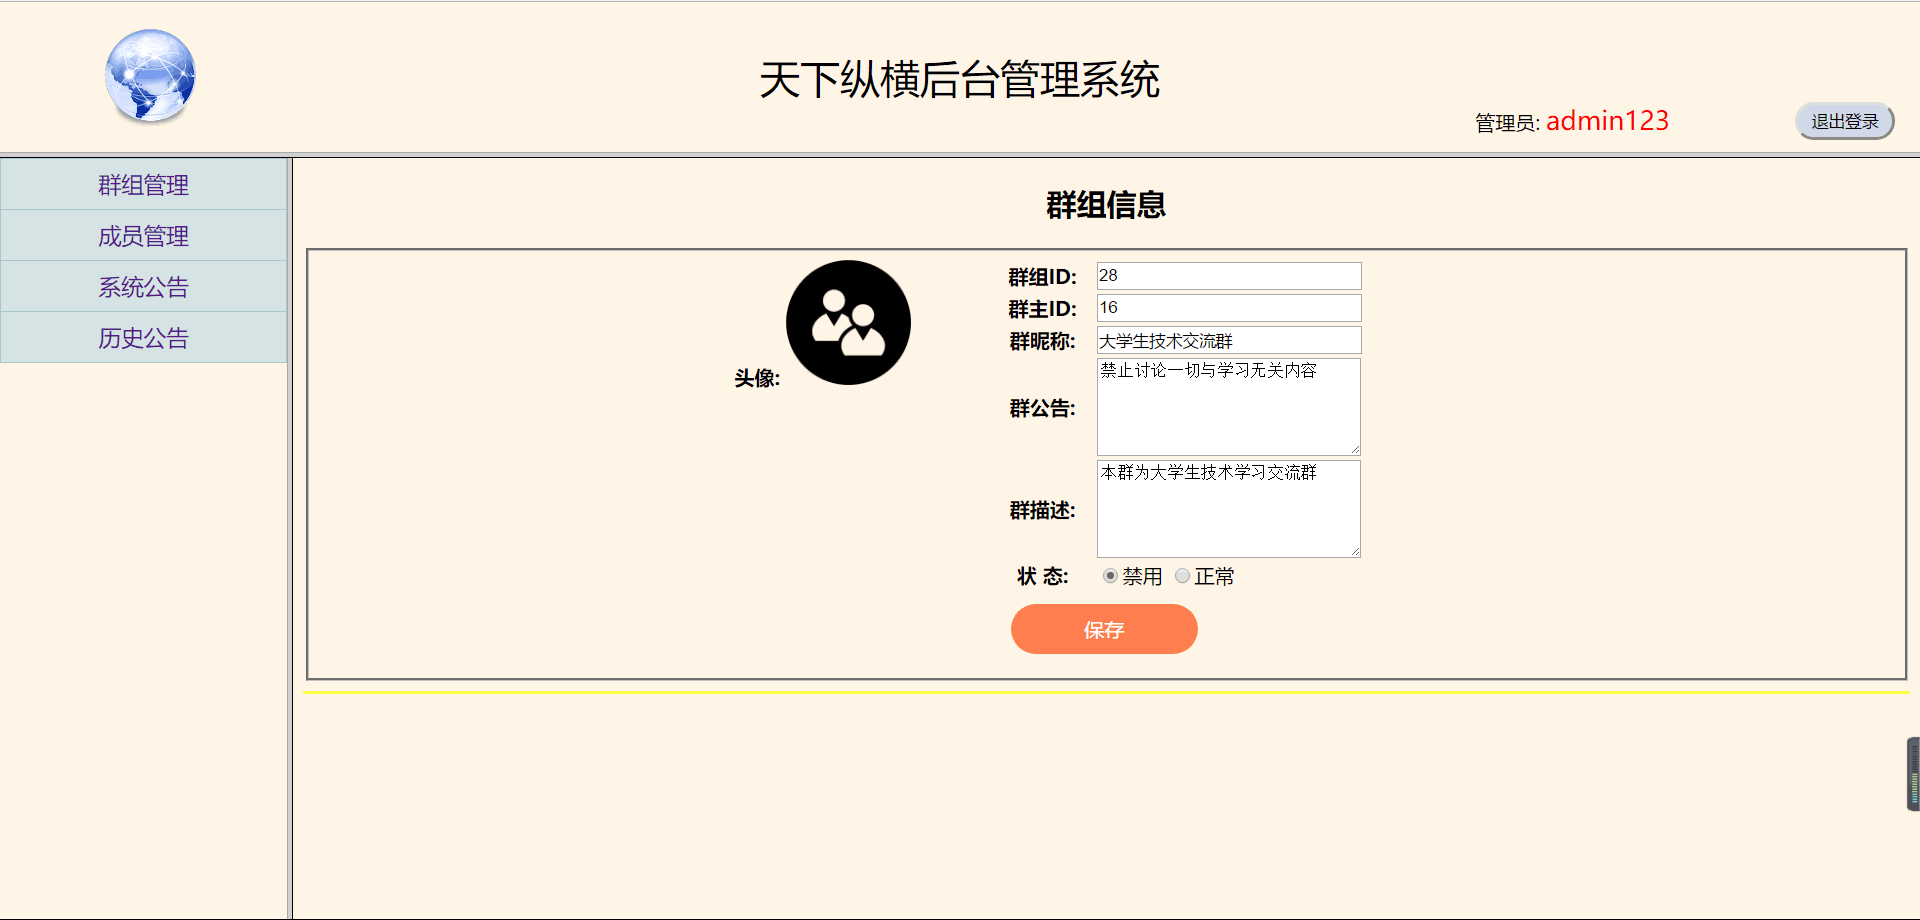 天下纵横后台管理系统
管理员: admin123
退出登录
群组管理
成员管理
系统公告
历史公告
群组信息
头像:
群组ID: 28
群主ID: 16
群昵称: 大学生技术交流群
群公告: 禁止讨论一切与学习无关内容
群描述: 本群为大学生技术学习交流群
状 态: 禁用 正常
保存